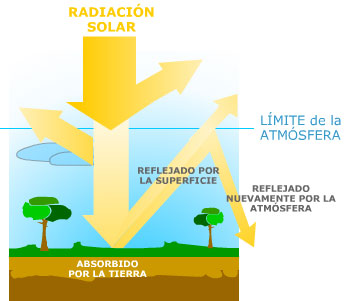 RADIACIÓN
SOLAR
LÍMITE de la
ATMÓSFERA
REFLEJADO POR
LA SUPERFICIE
REFLEJADO
NUEVAMENTE POR LA
ATMÓSFERA
ABSORBIDO
POR LA TIERRA